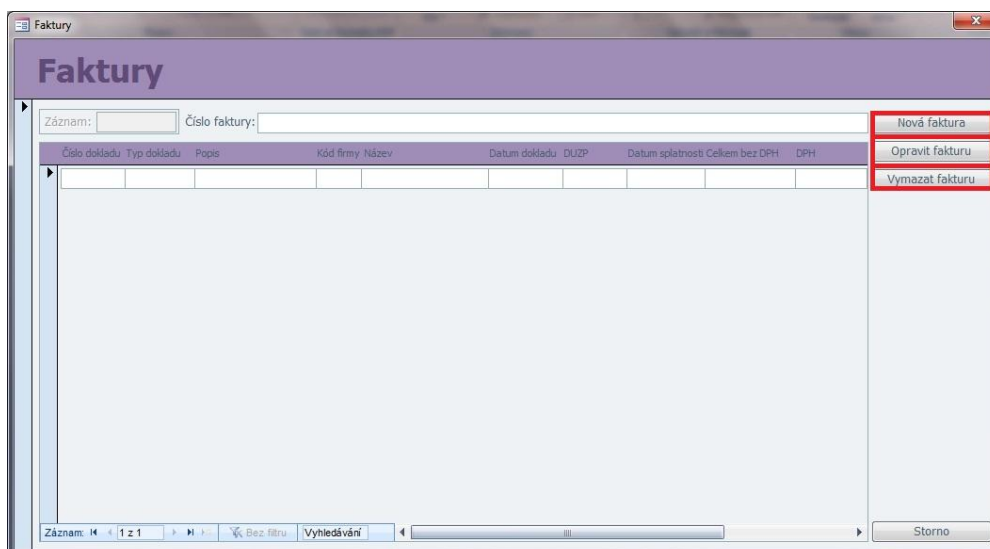 Faktury
Faktury
Záznam: Číslo faktury: Nová faktura
Číslo dokladu Typ dokladu Popis Kód firmy Název Datum dokladu DUZP Datum splatnosti Celkem bez DPH DPH Opravit fakturu
Vymazat fakturu
Záznam: 1 z 1 Bez filtru Vyhledávání Storno